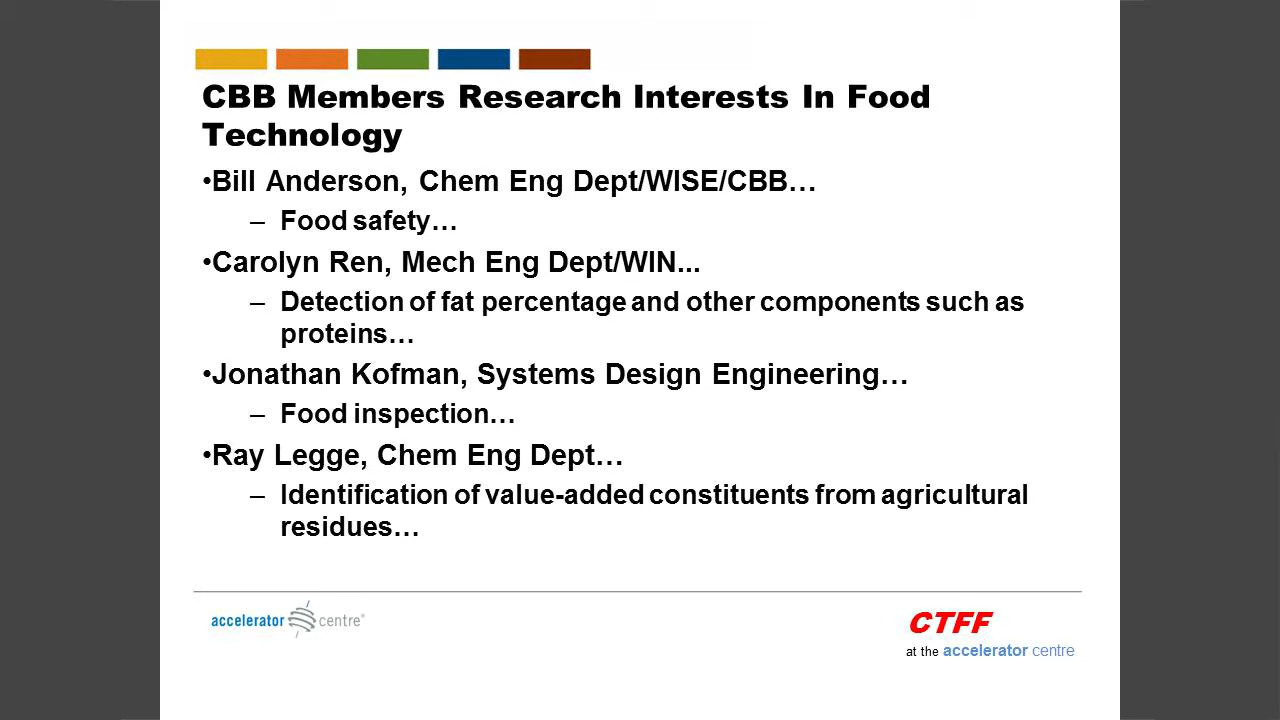 CBB Members Research Interests In Food
Technology
•Bill Anderson, Chem Eng Dept/WISE/CBB…
– Food safety…
•Carolyn Ren, Mech Eng Dept/WIN...
– Detection of fat percentage and other components such as
proteins…
•Jonathan Kofman, Systems Design Engineering…
– Food inspection…
•Ray Legge, Chem Eng Dept…
– Identification of value-added constituents from agricultural
residues…
accelerator centre®
CTFF
at the accelerator centre